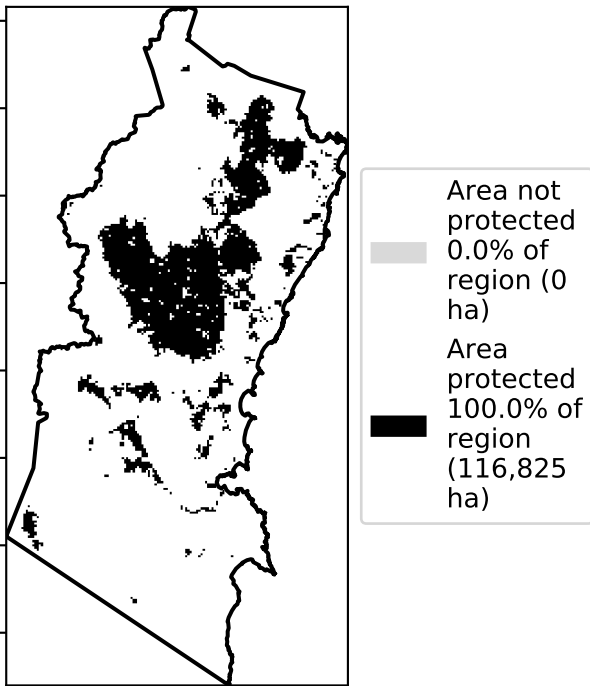 Area not
protected
0.0% of
region (0
ha)
Area
protected
100.0% of
region
(116,825
ha)